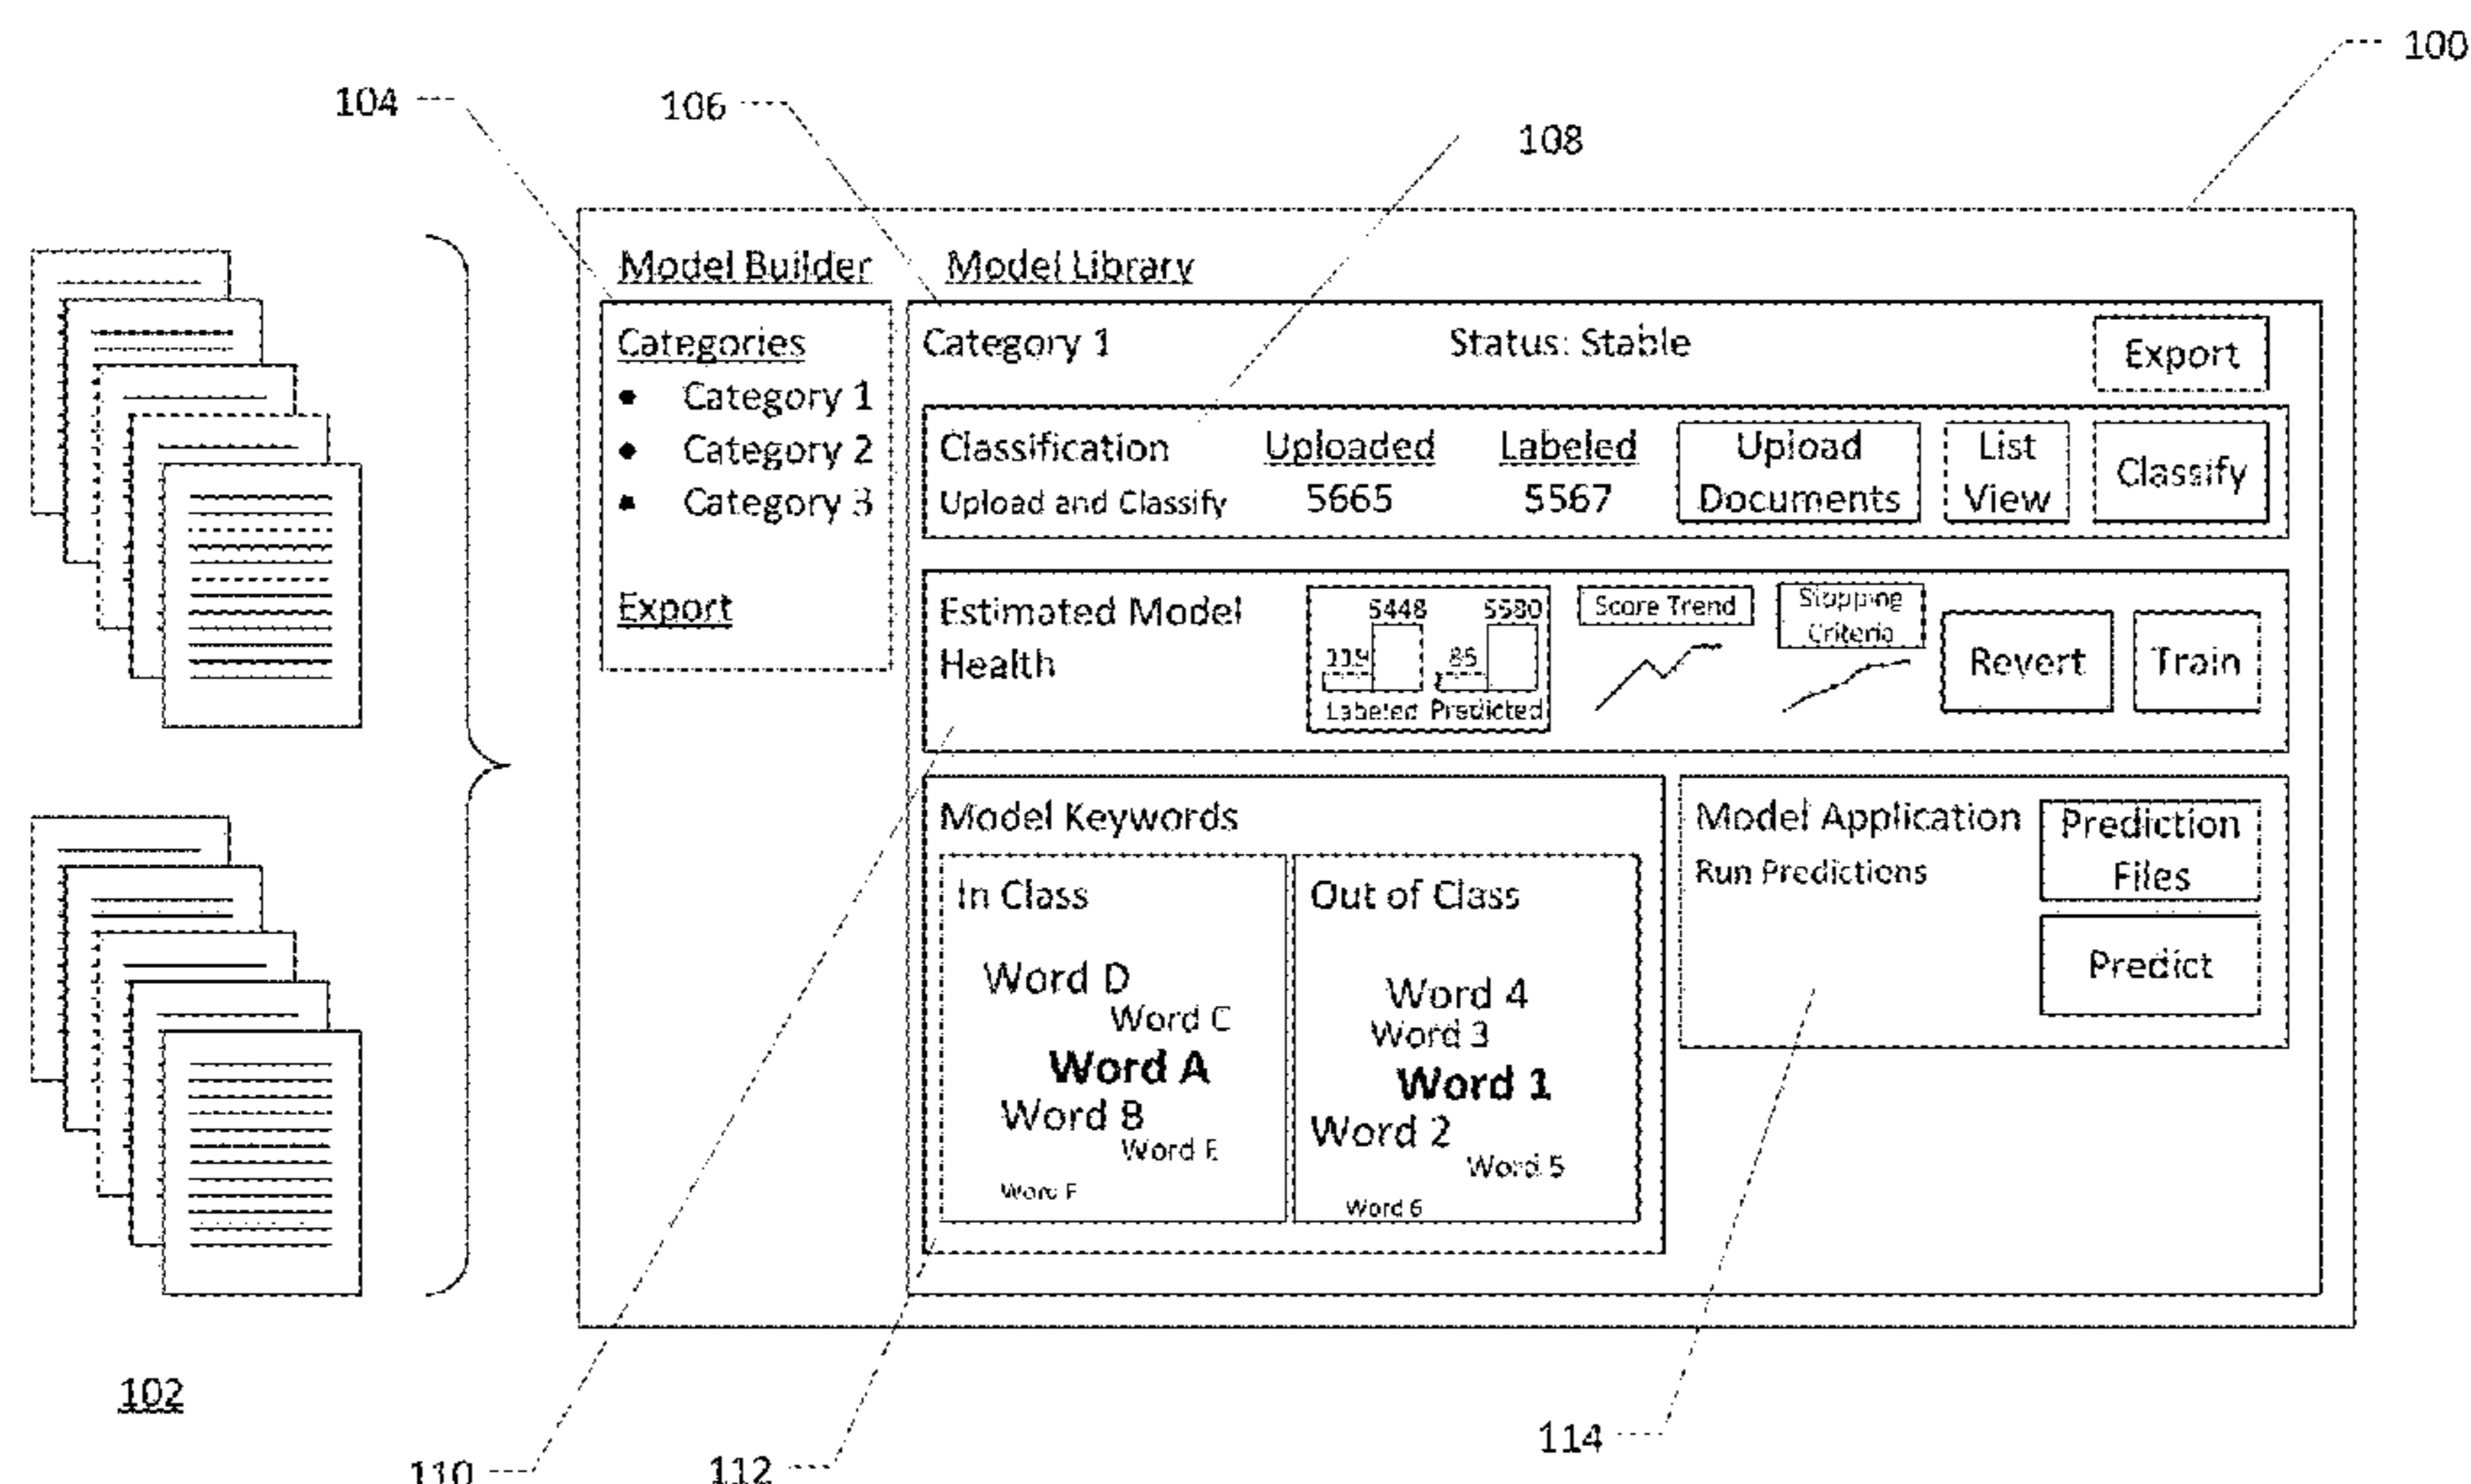 100
104
106
108
Model Builder
Model Library
Categories
• Category 1
• Category 2
• Category 3
Export
Category 1
Status: Stable
Export
Classification
Upload and Classify
Uploaded
5665
Labeled
5567
Upload
Documents
List
View
Classify
Estimated Model
Health
5448
5580
119
85
Labeled
Predicted
Score Trend
Stopping
Criteria
Revert
Train
Model Keywords
In Class
Word D
Word C
Word A
Word B
Word E
Word F
Out of Class
Word 4
Word 3
Word 1
Word 2
Word 5
Word 6
Model Application
Run Predictions
Prediction
Files
Predict
102
110
112
114